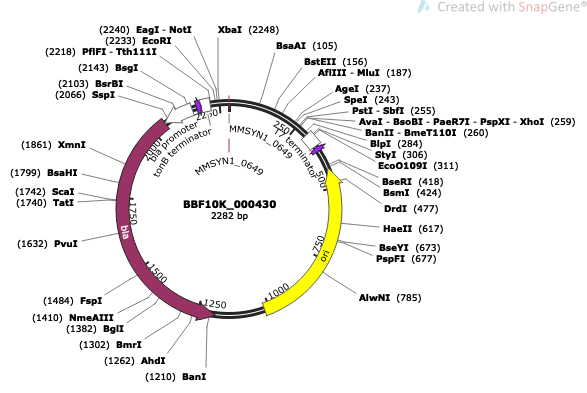 Created with SnapGene®
(2240) EagI - NotI
XbaI (2248)
(2233) EcoRI
(2218) PflFI - Tth111I
(2143) BsgI
(2103) BsrBI
(2066) SspI
BsaAI (105)
BstEII (156)
AflIII - MluI (187)
AgeI (237)
SpeI (243)
PstI - SbfI (255)
AvaI - BsoBI - PaeR7I - PspXI - XhoI (259)
BanII - BmeT110I (260)
BlpI (284)
StyI (306)
EcoO109I (311)
BseRI (418)
BsmI (424)
DrdI (477)
HaeII (617)
BseYI (673)
PspFI (677)
AlwNI (785)
(1861) XmnI
(1799) BsaHI
(1742) ScaI
(1740) TatI
(1632) PvuI
(1484) FspI
(1410) NmeAIII
(1382) BglI
(1302) BmrI
(1262) AhdI
(1210) BanI
bla promoter
tonB terminator
MMSYN1_0649
MMSYN1_0649
T7 terminator
BBF10K_000430
2282 bp
bla
ori
250
500
750
1000
1250
1500
1750
2000
2250